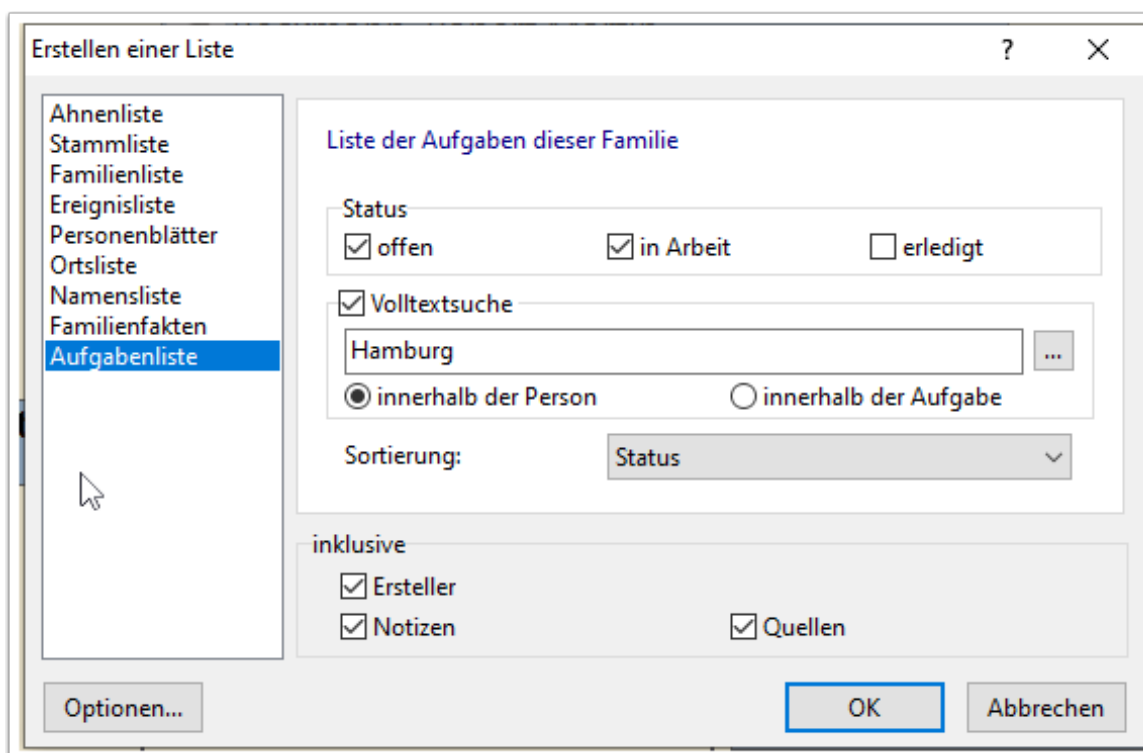 Erstellen einer Liste
?
Ahnenliste
Stammliste
Familienliste
Ereignisliste
Personenblätter
Ortsliste
Namensliste
Familienfakten
Aufgabenliste
Liste der Aufgaben dieser Familie
Status
offen in Arbeit erledigt
Volltextsuche
Hamburg ...
innerhalb der Person innerhalb der Aufgabe
Sortierung: Status
inklusive
Ersteller
Notizen Quellen
Optionen... OK Abbrechen